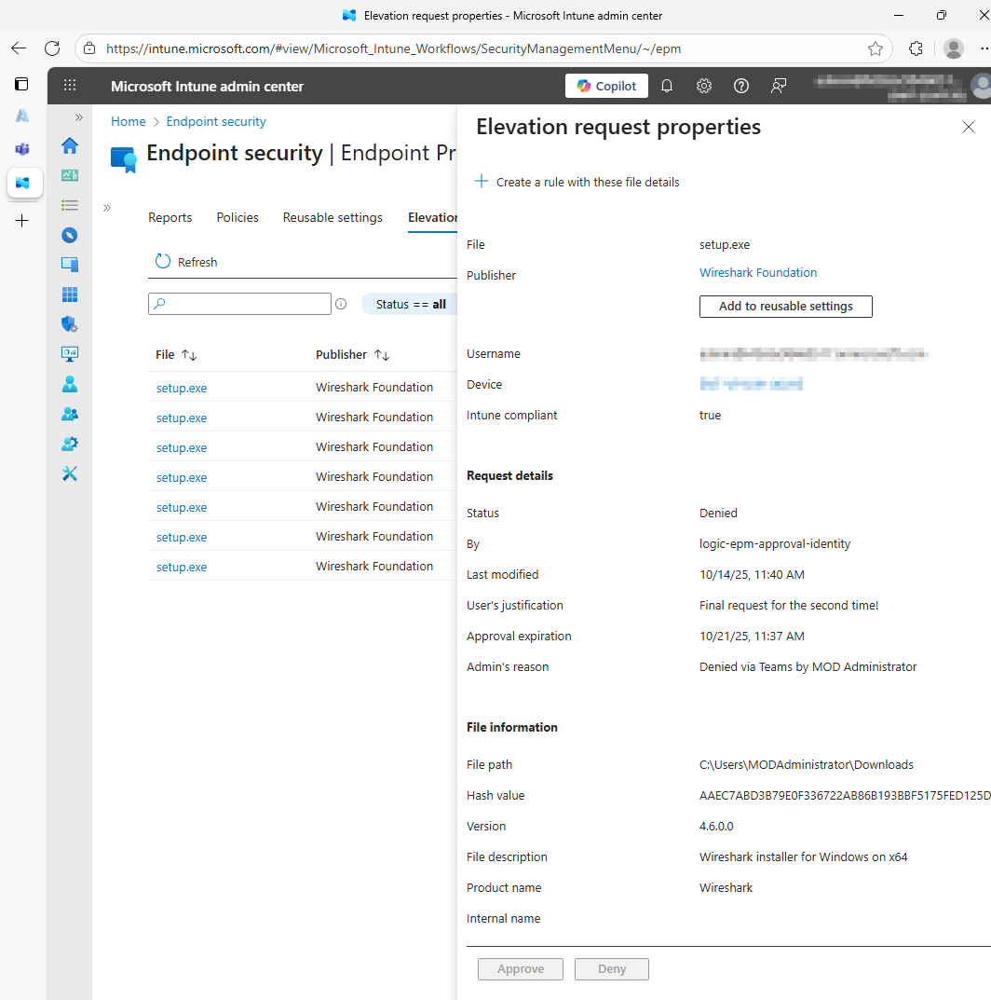 Elevation request properties - Microsoft Intune admin center
https://intune.microsoft.com/#view/Microsoft_Intune_Workflows/SecurityManagementMenu/~/epm
Microsoft Intune admin center
Copilot
Home > Endpoint security
Endpoint security | Endpoint Pr
Reports Policies Reusable settings Elevation
Refresh
Status == all
File Publisher
setup.exe Wireshark Foundation
setup.exe Wireshark Foundation
setup.exe Wireshark Foundation
setup.exe Wireshark Foundation
setup.exe Wireshark Foundation
setup.exe Wireshark Foundation
setup.exe Wireshark Foundation
Elevation request properties
Create a rule with these file details
File setup.exe
Publisher Wireshark Foundation
Add to reusable settings
Username
Device
Intune compliant true
Request details
Status Denied
By logic-epm-approval-identity
Last modified 10/14/25, 11:40 AM
User's justification Final request for the second time!
Approval expiration 10/21/25, 11:37 AM
Admin's reason Denied via Teams by MOD Administrator
File information
File path C:\Users\MODAdministrator\Downloads
Hash value AAEC7ABD3B79E0F336722AB86B193BBF5175FED125D
Version 4.6.0.0
File description Wireshark installer for Windows on x64
Product name Wireshark
Internal name
Approve Deny